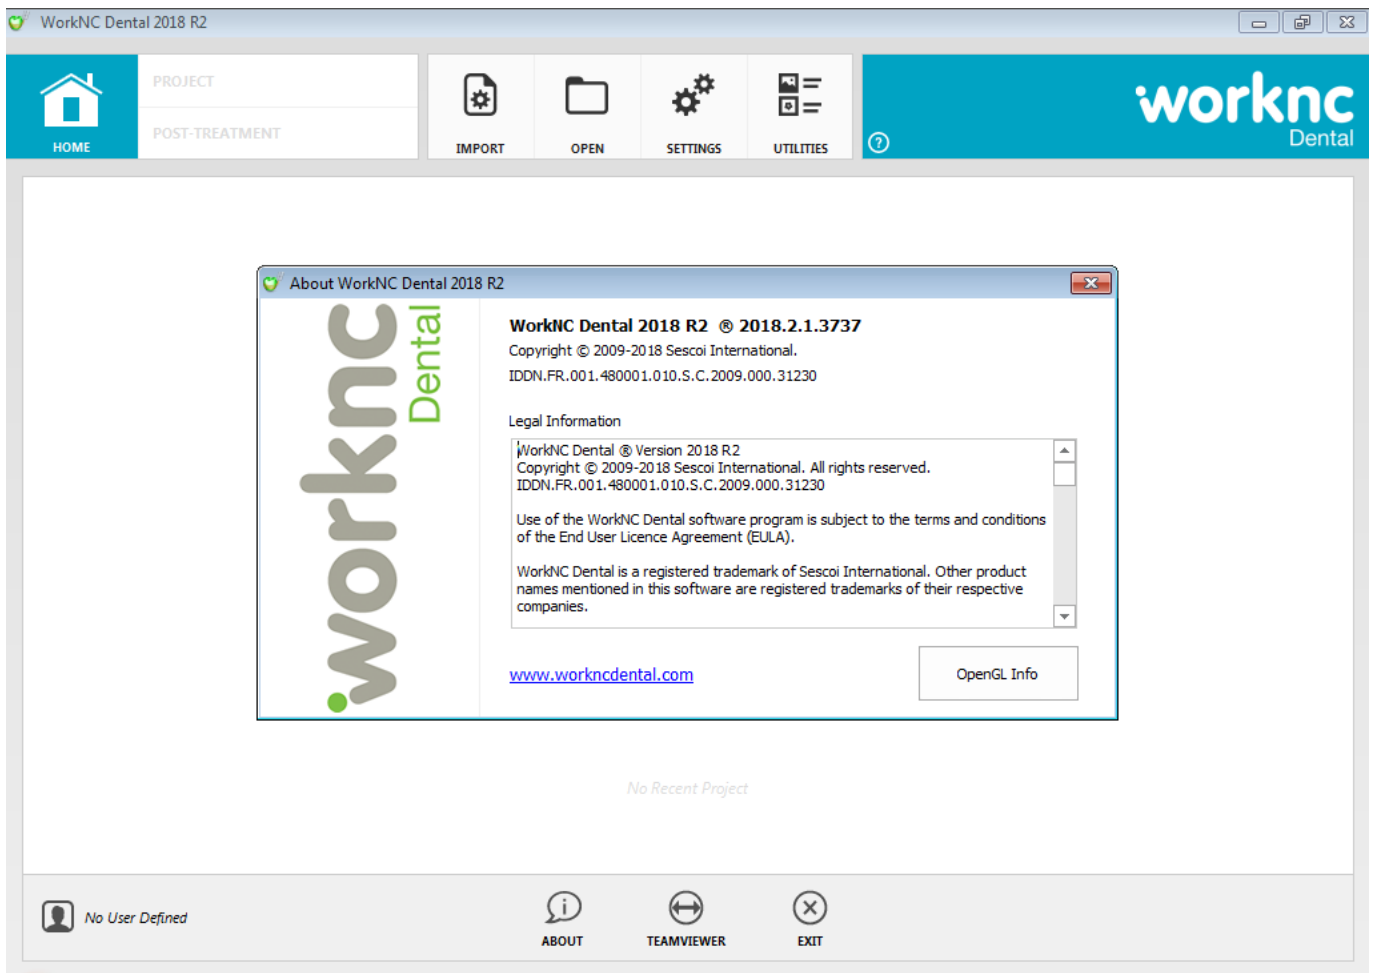 WorkNC Dental 2018 R2
HOME
PROJECT
POST-TREATMENT
IMPORT
OPEN
SETTINGS
UTILITIES
?
worknc
Dental
About WorkNC Dental 2018 R2
worknc
Dental
WorkNC Dental 2018 R2 ® 2018.2.1.3737
Copyright © 2009-2018 Sescoi International.
IDDN.FR.001.480001.010.S.C.2009.000.31230
Legal Information
WorkNC Dental ® Version 2018 R2
Copyright © 2009-2018 Sescoi International. All rights reserved.
IDDN.FR.001.480001.010.S.C.2009.000.31230
Use of the WorkNC Dental software program is subject to the terms and conditions
of the End User Licence Agreement (EULA).
WorkNC Dental is a registered trademark of Sescoi International. Other product
names mentioned in this software are registered trademarks of their respective
companies.
www.workncdental.com
OpenGL Info
No Recent Project
No User Defined
ABOUT
TEAMVIEWER
EXIT